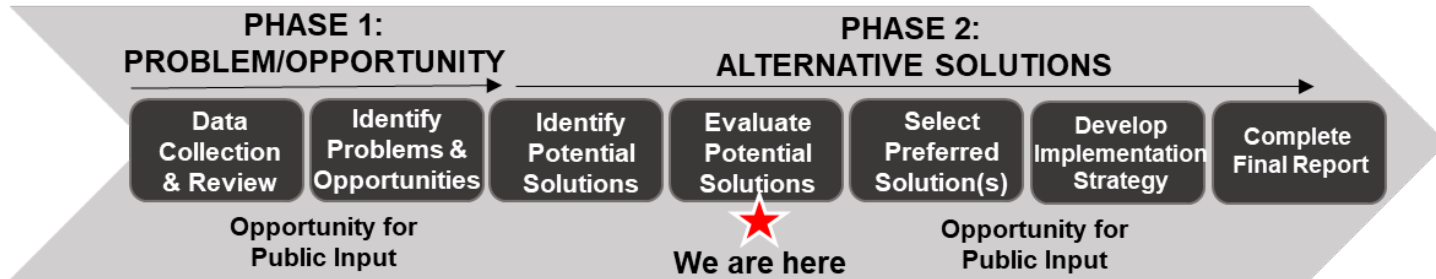 PHASE 1:
PROBLEM/OPPORTUNITY
PHASE 2:
ALTERNATIVE SOLUTIONS
Data
Collection
& Review
Identify
Problems &
Opportunities
Identify
Potential
Solutions
Evaluate
Potential
Solutions
Select
Preferred
Solution(s)
Develop
Implementation
Strategy
Complete
Final Report
Opportunity for
Public Input
We are here
Opportunity for
Public Input